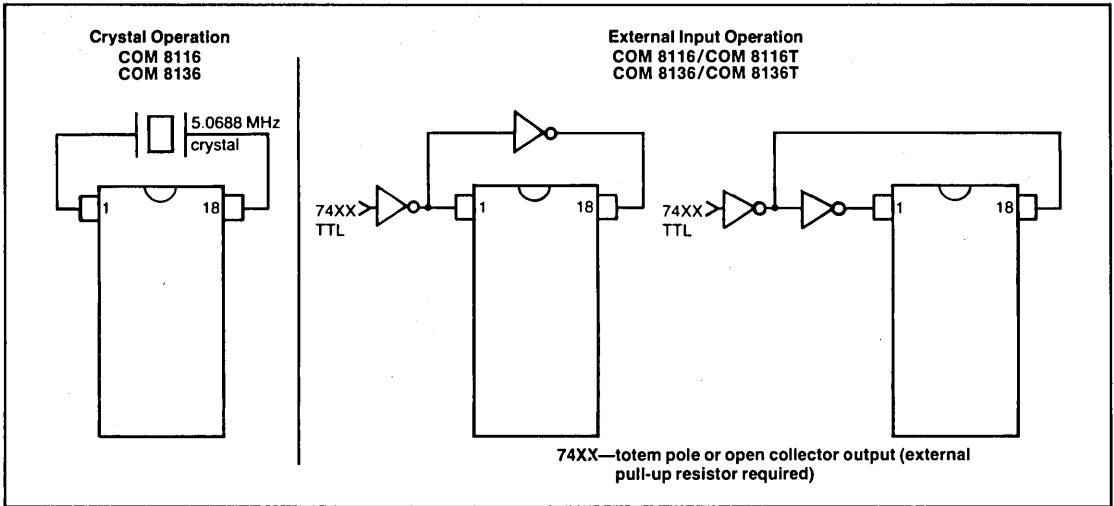 Crystal Operation
COM 8116
COM 8136
5.0688 MHz
crystal
1
18
External Input Operation
COM 8116/COM 8116T
COM 8136/COM 8136T
74XX
TTL
1
18
74XX
TTL
1
18
74XX—totem pole or open collector output (external
pull-up resistor required)